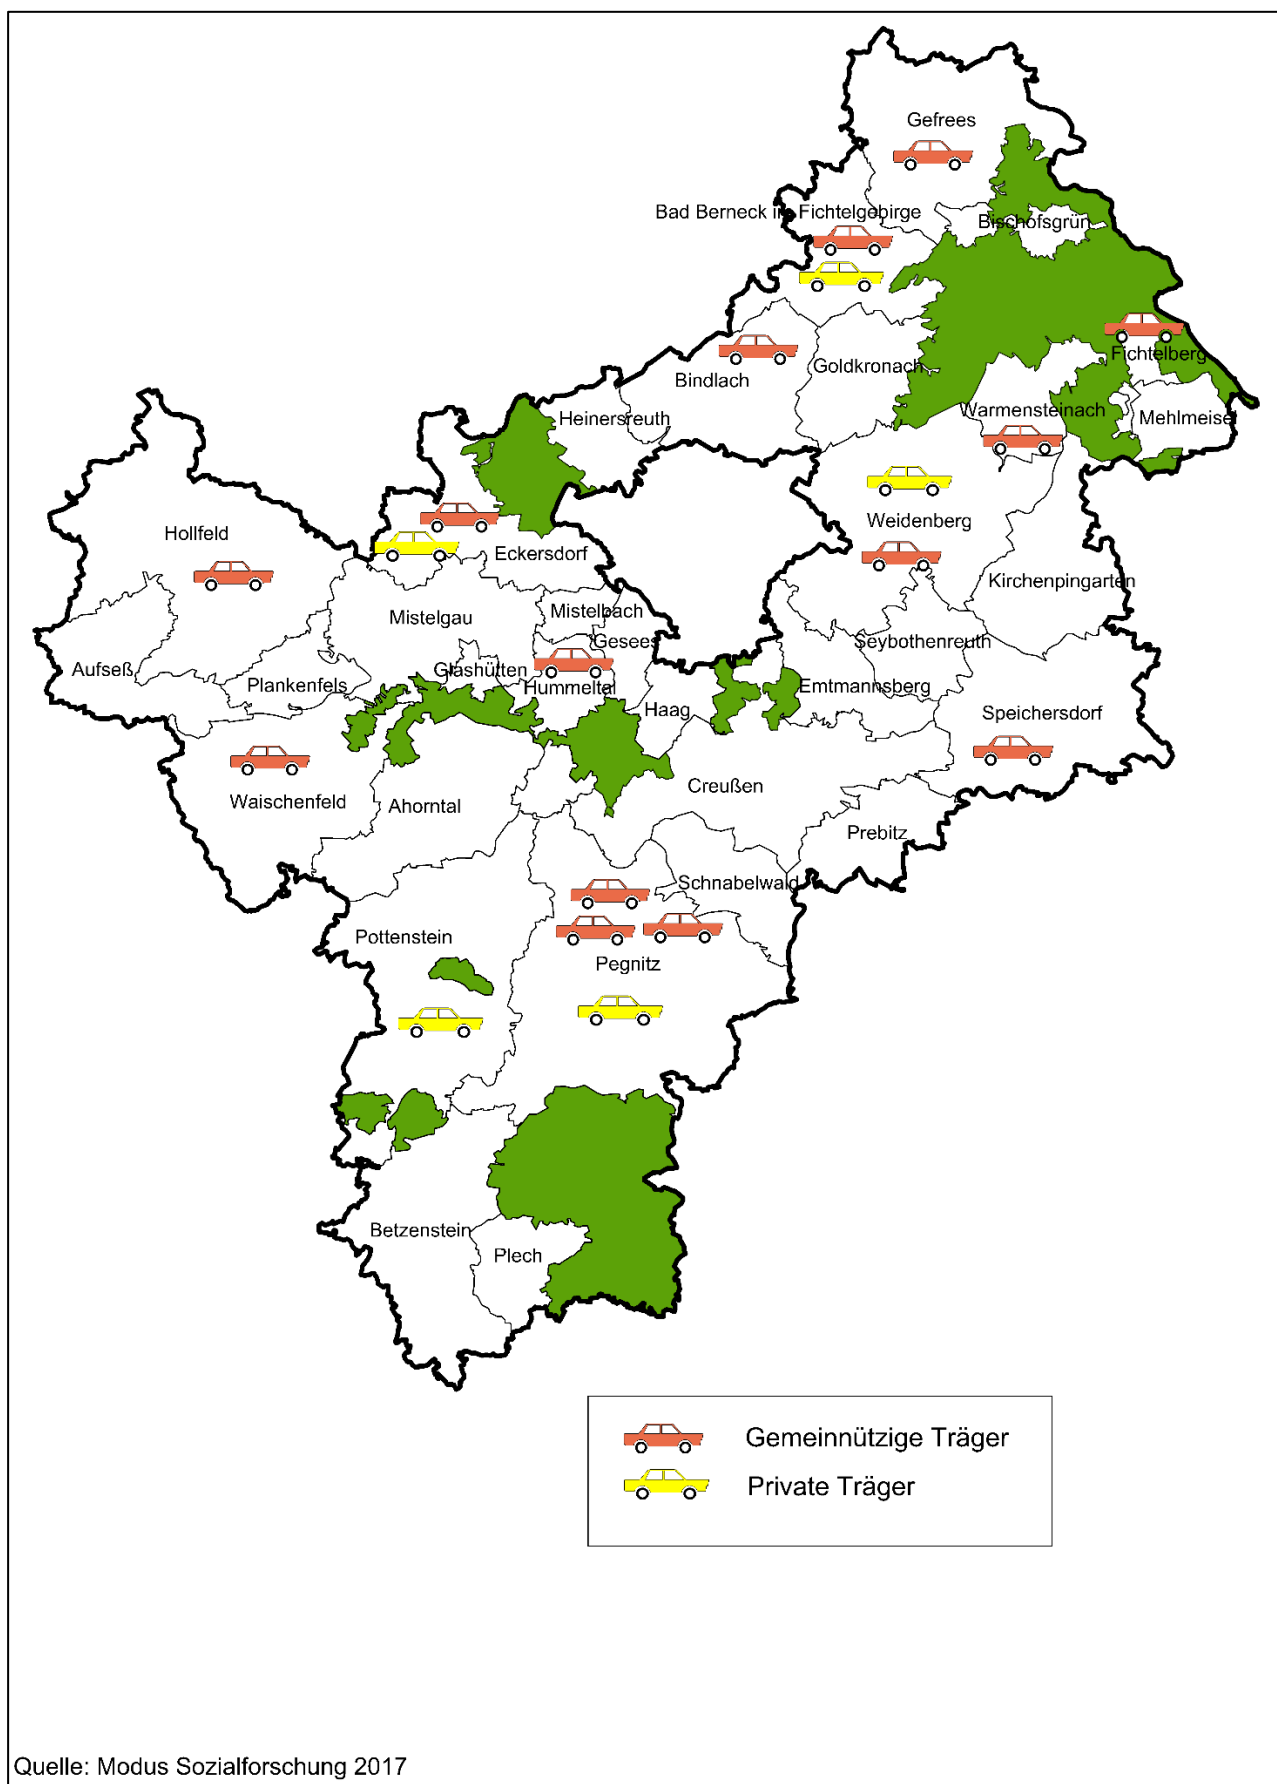 Gefrees
Bad Berneck im Fichtelgebirge
Bischofsgrün
Fichtelberg
Bindlach
Goldkronach
Heinersreuth
Warmensteinach
Mehlmeisel
Weidenberg
Hollfeld
Eckersdorf
Kirchenpingarten
Mistelgau
Mistelbach
Gesees
Seybothenreuth
Aufseß
Plankenfels
Glashütten
Hummeltal
Emtmannsberg
Haag
Speichersdorf
Waischenfeld
Ahorntal
Creußen
Prebitz
Schnabelwaid
Pottenstein
Pegnitz
Betzenstein
Plech
Gemeinnützige Träger
Private Träger
Quelle: Modus Sozialforschung 2017